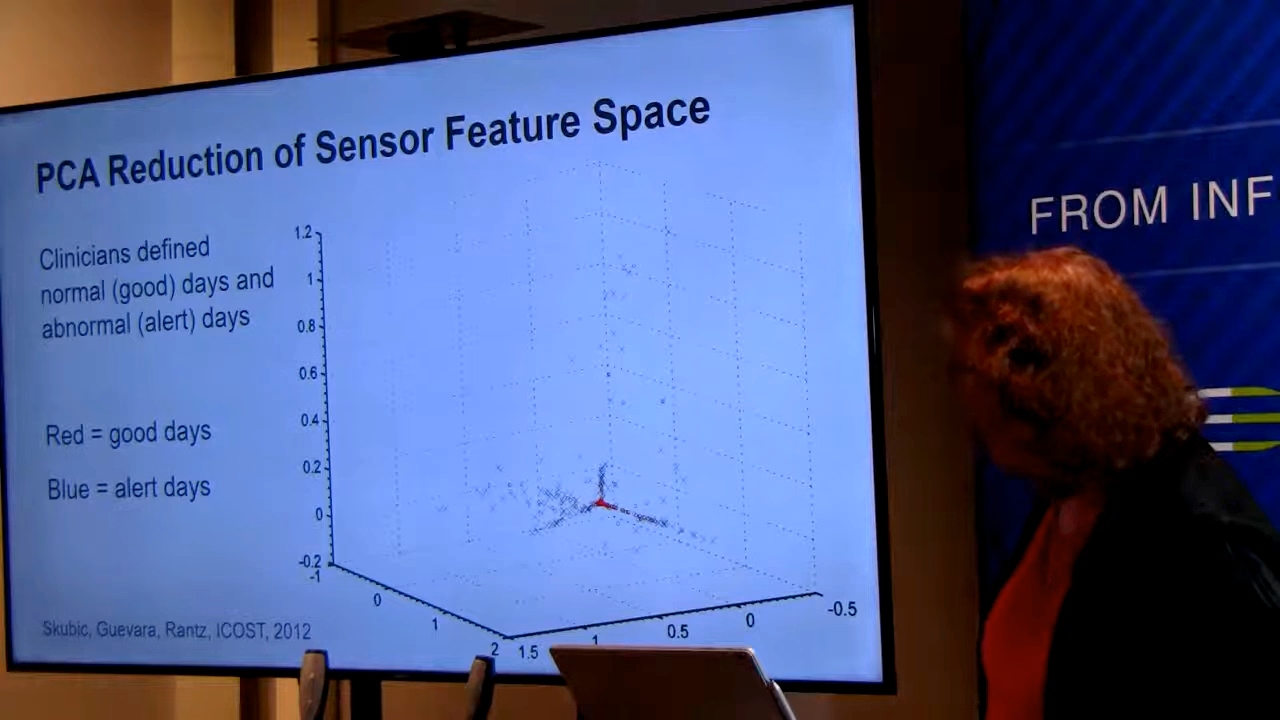 PCA Reduction of Sensor Feature Space
Clinicians defined
normal (good) days and
abnormal (alert) days
Red = good days
Blue = alert days
Skubic, Guevara, Rantz, ICOST, 2012
1.2
1
0.8
0.6
0.4
0.2
0
-0.2
-1
0
1
2
1.5
1
0.5
0
-0.5
FROM INF